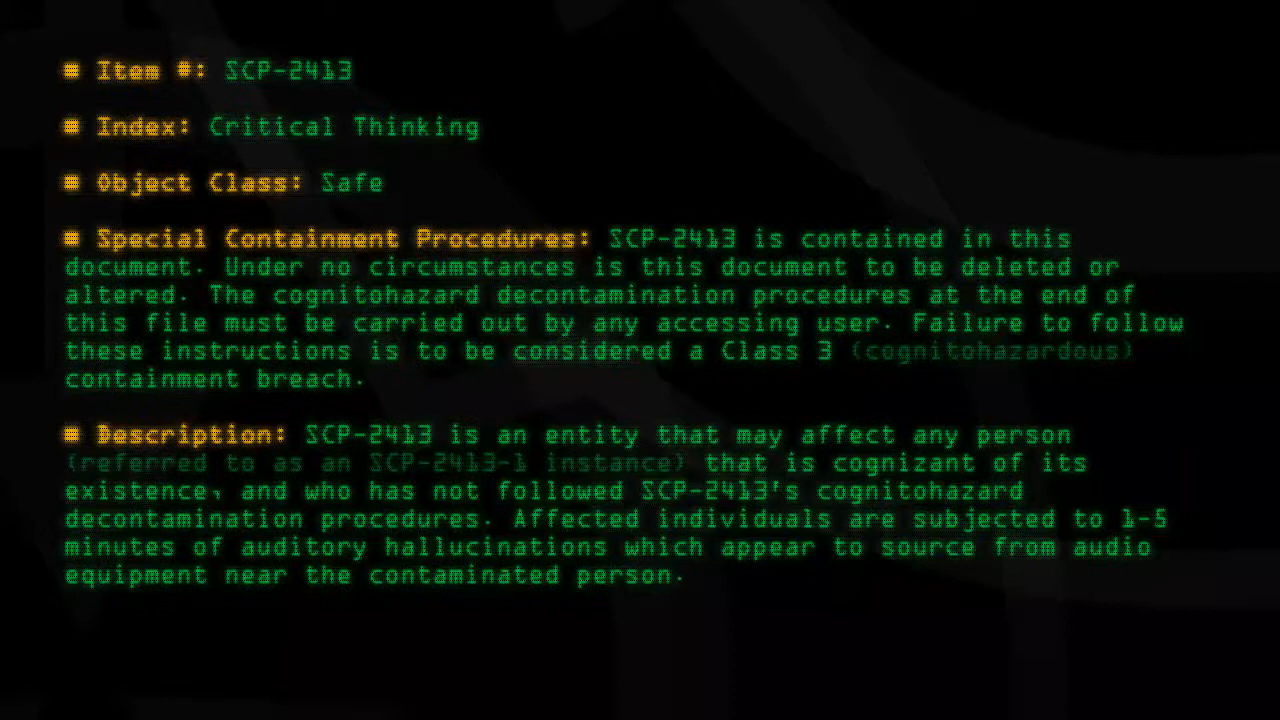 ■ Item #: SCP-2413
■ Index: Critical Thinking
■ Object Class: Safe
■ Special Containment Procedures: SCP-2413 is contained in this
document. Under no circumstances is this document to be deleted or
altered. The cognitohazard decontamination procedures at the end of
this file must be carried out by any accessing user. Failure to follow
these instructions is to be considered a Class 3 (cognitohazardous)
containment breach.
■ Description: SCP-2413 is an entity that may affect any person
(referred to as an SCP-2413-1 instance) that is cognizant of its
existence, and who has not followed SCP-2413's cognitohazard
decontamination procedures. Affected individuals are subjected to 1-5
minutes of auditory hallucinations which appear to source from audio
equipment near the contaminated person.